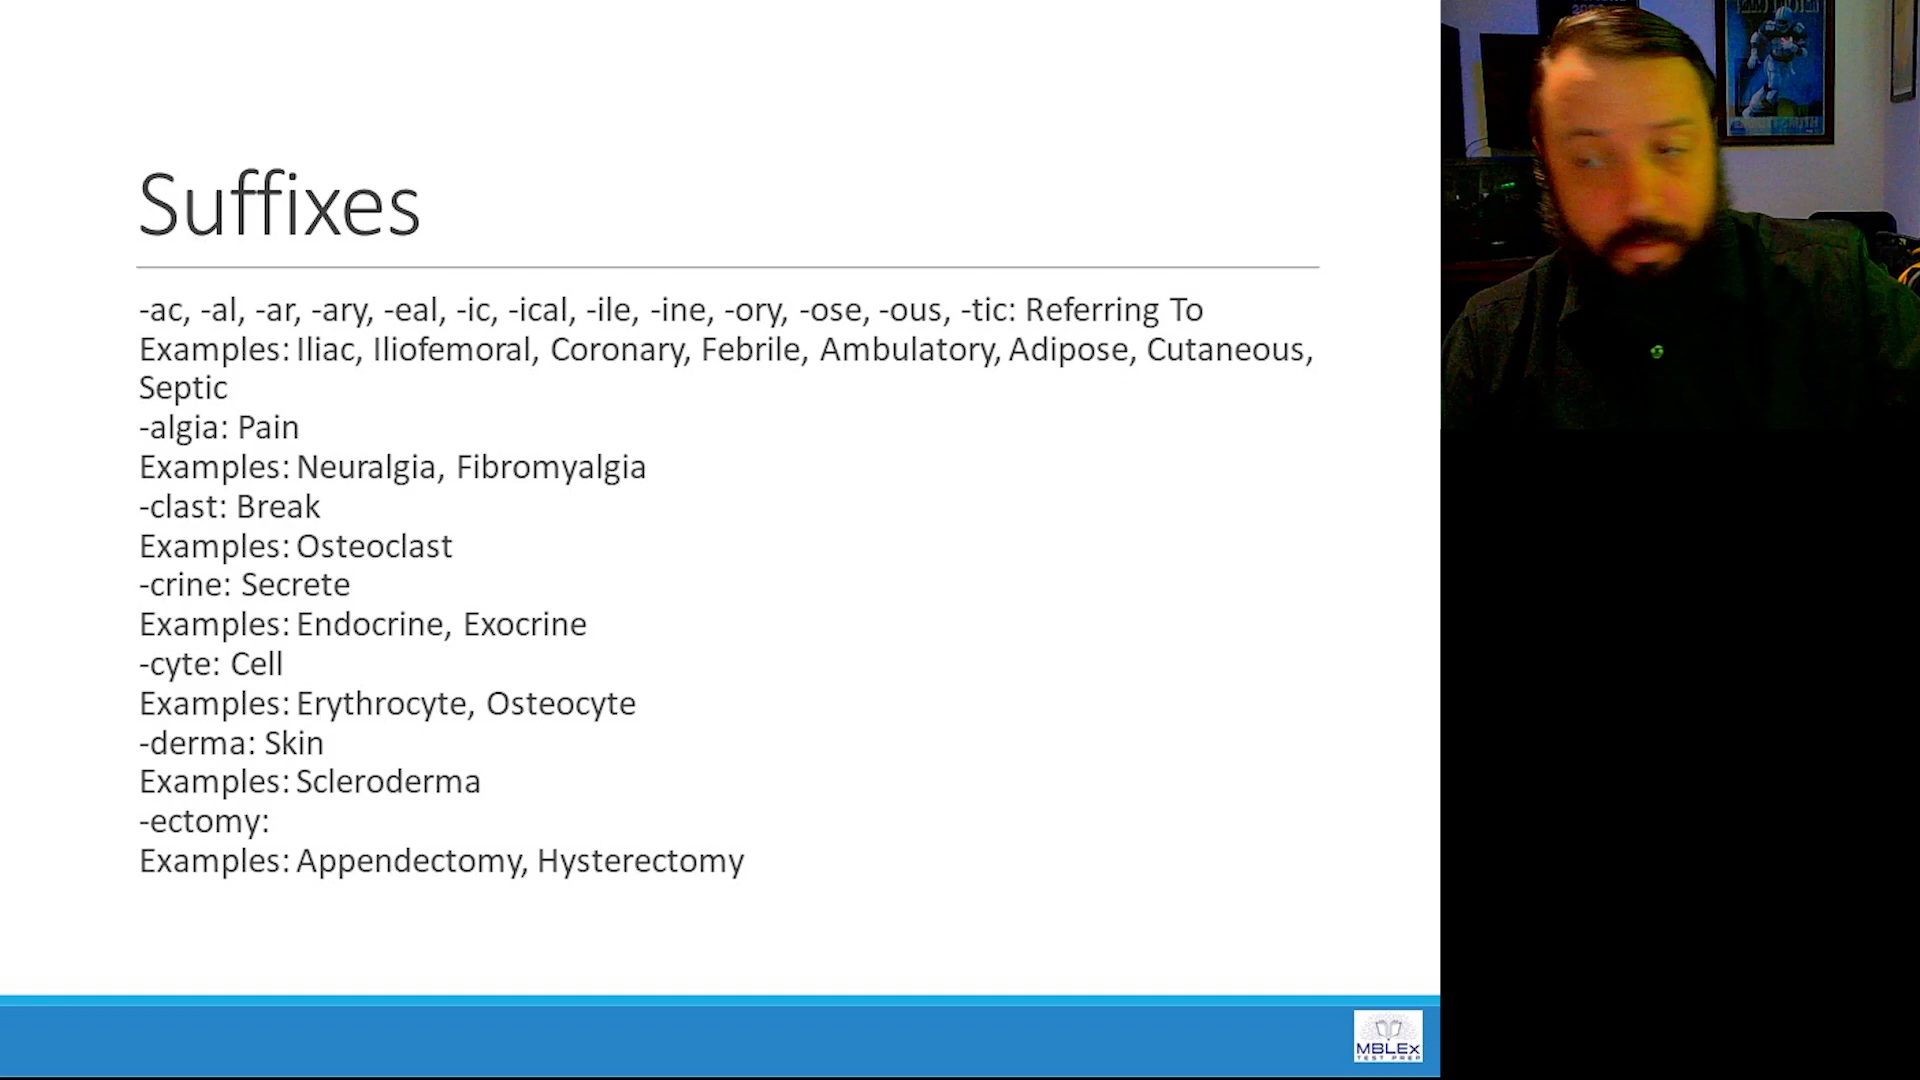 Suffixes
-ac, -al, -ar, -ary, -eal, -ic, -ical, -ile, -ine, -ory, -ose, -ous, -tic: Referring To
Examples: Iliac, Iliofemoral, Coronary, Febrile, Ambulatory, Adipose, Cutaneous,
Septic
-algia: Pain
Examples: Neuralgia, Fibromyalgia
-clast: Break
Examples: Osteoclast
-crine: Secrete
Examples: Endocrine, Exocrine
-cyte: Cell
Examples: Erythrocyte, Osteocyte
-derma: Skin
Examples: Scleroderma
-ectomy:
Examples: Appendectomy, Hysterectomy
MBLEx
TEST PREP